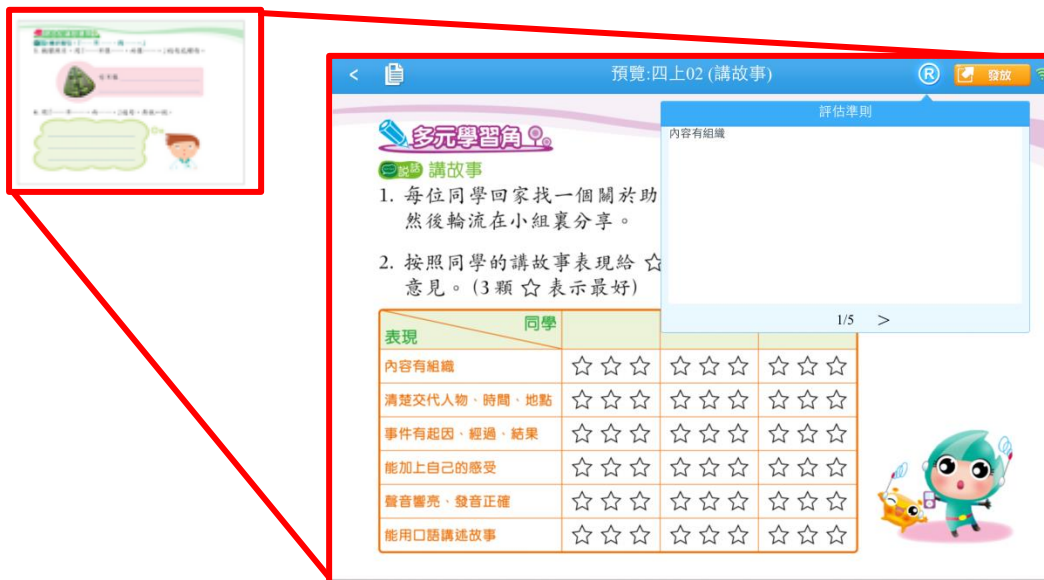 < 預覽:四上02 (講故事) R 發放
評估準則
內容有組織
1/5 >
多元學習角
説話 講故事
1. 每位同學回家找一個關於助
然後輪流在小組裏分享。
2. 按照同學的講故事表現給 ☆
意見。(3 顆 ☆ 表示最好)
同學
表現
內容有組織 ☆ ☆ ☆ ☆ ☆ ☆ ☆ ☆ ☆
清楚交代人物、時間、地點 ☆ ☆ ☆ ☆ ☆ ☆ ☆ ☆ ☆
事件有起因、經過、結果 ☆ ☆ ☆ ☆ ☆ ☆ ☆ ☆ ☆
能加上自己的感受 ☆ ☆ ☆ ☆ ☆ ☆ ☆ ☆ ☆
聲音響亮、發音正確 ☆ ☆ ☆ ☆ ☆ ☆ ☆ ☆ ☆
能用口語講述故事 ☆ ☆ ☆ ☆ ☆ ☆ ☆ ☆ ☆